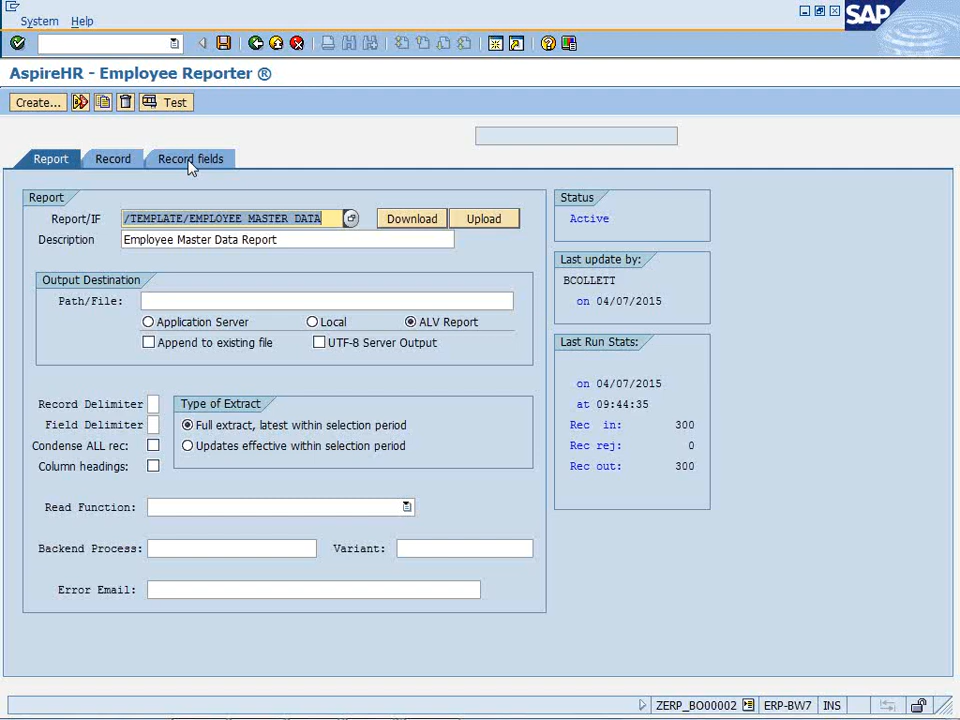 System Help
SAP
AspireHR - Employee Reporter ®
Create... Test
Report Record Record fields
Report
Report/IF /TEMPLATE/EMPLOYEE MASTER DATA Download Upload
Description Employee Master Data Report
Output Destination
Path/File:
Application Server Local ALV Report
Append to existing file UTF-8 Server Output
Record Delimiter
Field Delimiter
Condense ALL rec:
Column headings:
Type of Extract
Full extract, latest within selection period
Updates effective within selection period
Read Function:
Backend Process: Variant:
Error Email:
Status
Active
Last update by:
BCOLLETT
on 04/07/2015
Last Run Stats:
on 04/07/2015
at 09:44:35
Rec in: 300
Rec rej: 0
Rec out: 300
ZERP_BO00002 ERP-BW7 INS